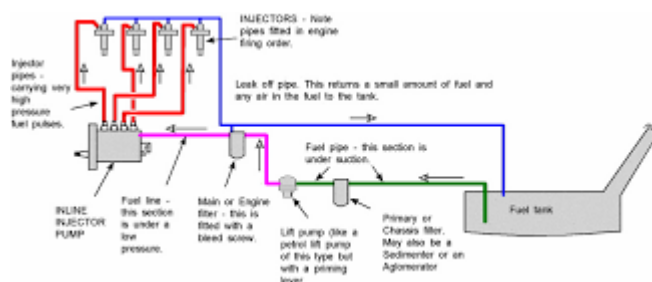 INJECTORS - Note
pipes fitted in engine
firing order.
Injector
pipes -
carrying very
high
pressure
fuel pulses.
Leak off pipe. This returns a small amount of fuel and
any air in the fuel to the tank.
Fuel pipe - this section is
under suction.
INLINE
INJECTOR
PUMP
Fuel line -
this section
is under a
low
pressure.
Main or Engine
filter - this is
fitted with a
bleed screw.
Lift pump (like a
petrol lift pump
of this type but
with a priming
lever
Primary or
Chassis filter.
May also be a
Sedimenter or an
Aglomerator
Fuel tank